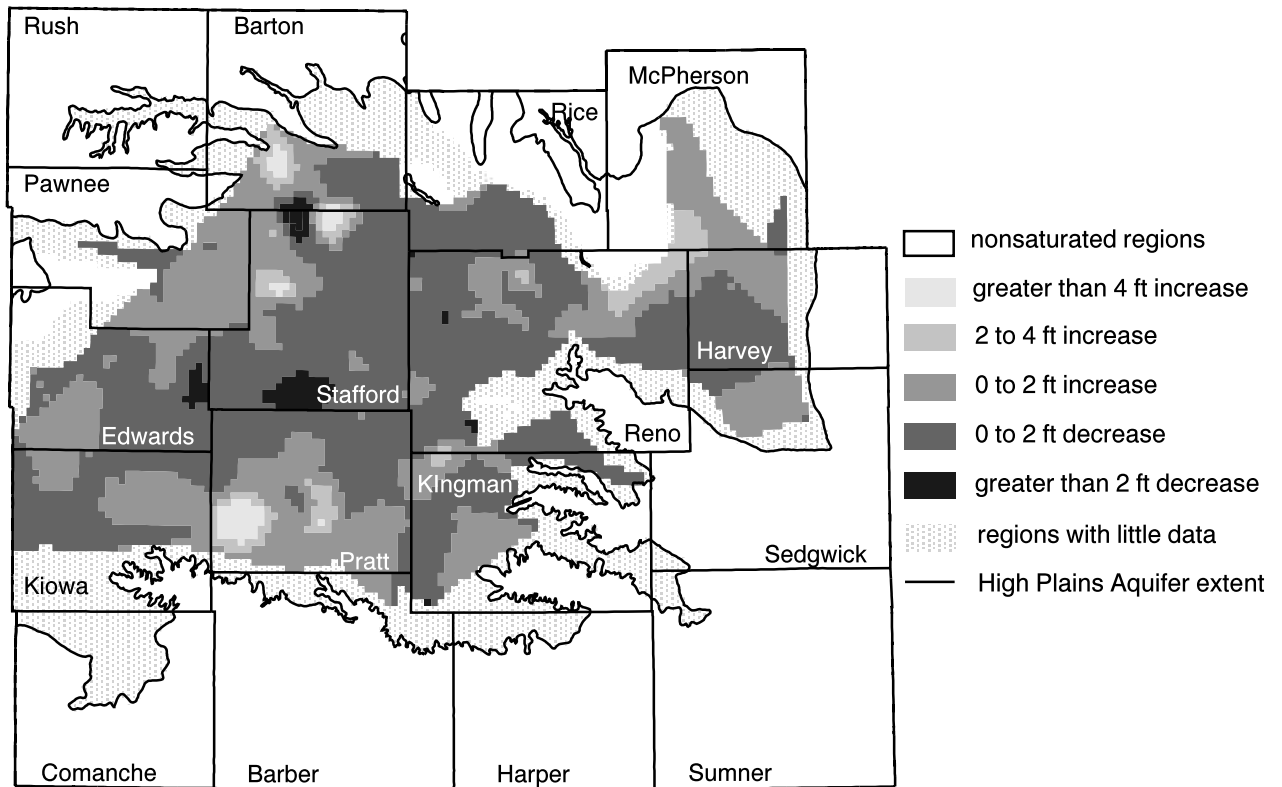 Rush
Barton
McPherson
Rice
Pawnee
Harvey
Stafford
Edwards
Reno
KIngman
Pratt
Sedgwick
Kiowa
Comanche
Barber
Harper
Sumner
nonsaturated regions
greater than 4 ft increase
2 to 4 ft increase
0 to 2 ft increase
0 to 2 ft decrease
greater than 2 ft decrease
regions with little data
High Plains Aquifer extent